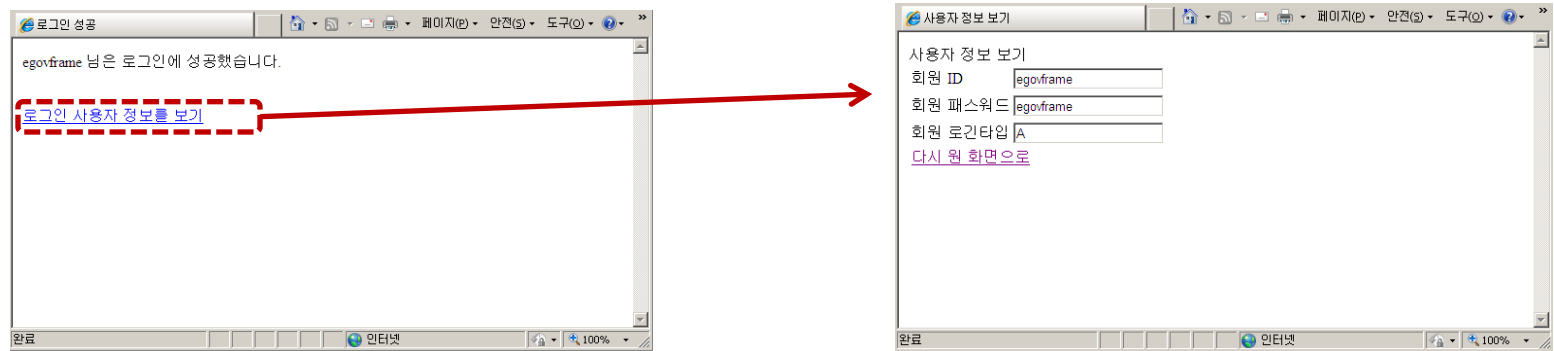 로그인 성공
페이지(P) 안전(S) 도구(O) »
egovframe 님은 로그인에 성공했습니다.
로그인 사용자 정보를 보기
완료 인터넷 100%
사용자 정보 보기
페이지(P) 안전(S) 도구(O) »
사용자 정보 보기
회원 ID egovframe
회원 패스워드 egovframe
회원 로긴타입 A
다시 원 화면으로
완료 인터넷 100%